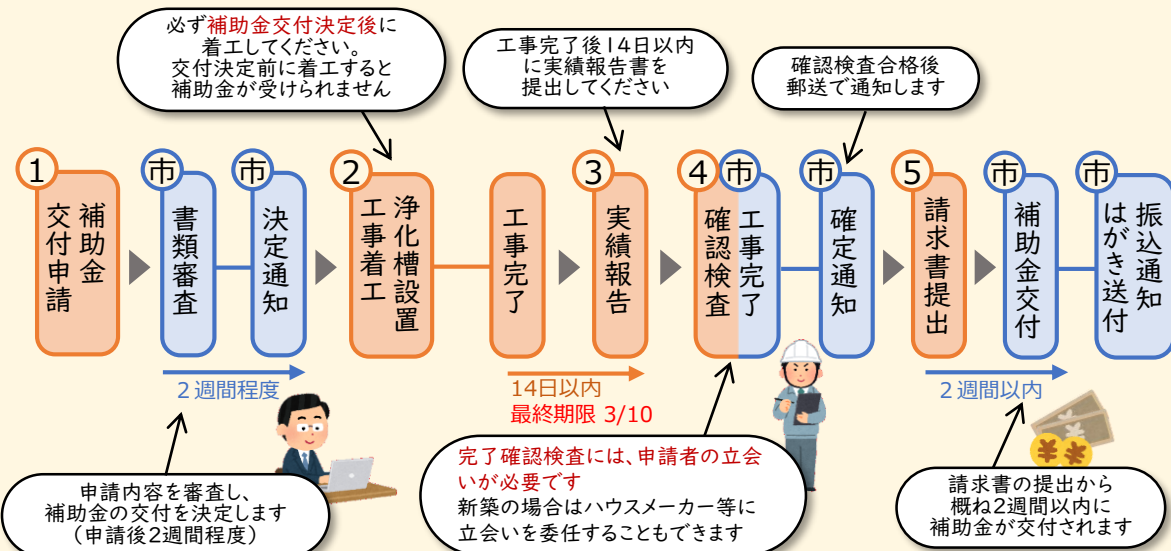 必ず補助金交付決定後に
着工してください。
交付決定前に着工すると
補助金が受けられません
工事完了後14日以内
に実績報告書を
提出してください
確認検査合格後
郵送で通知します
1
補助金
交付申請
市
書類審査
市
決定通知
2
浄化槽設置
工事着工
工事完了
3
実績報告
4
市
工事完了
確認検査
市
確定通知
5
請求書提出
市
補助金交付
市
振込通知
はがき送付
2週間程度
14日以内
最終期限 3/10
2週間以内
申請内容を審査し、
補助金の交付を決定します
(申請後2週間程度)
完了確認検査には、申請者の立会
いが必要です
新築の場合はハウスメーカー等に
立会いを委任することもできます
請求書の提出から
概ね2週間以内に
補助金が交付されます